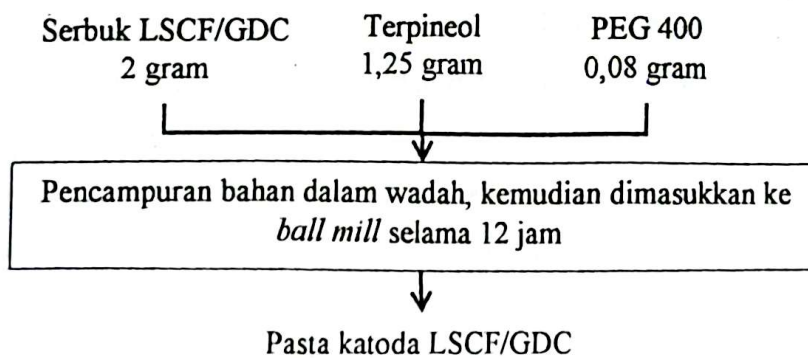 Serbuk LSCF/GDC
2 gram
Terpineol
1,25 gram
PEG 400
0,08 gram
Pencampuran bahan dalam wadah, kemudian dimasukkan ke
ball mill selama 12 jam
Pasta katoda LSCF/GDC